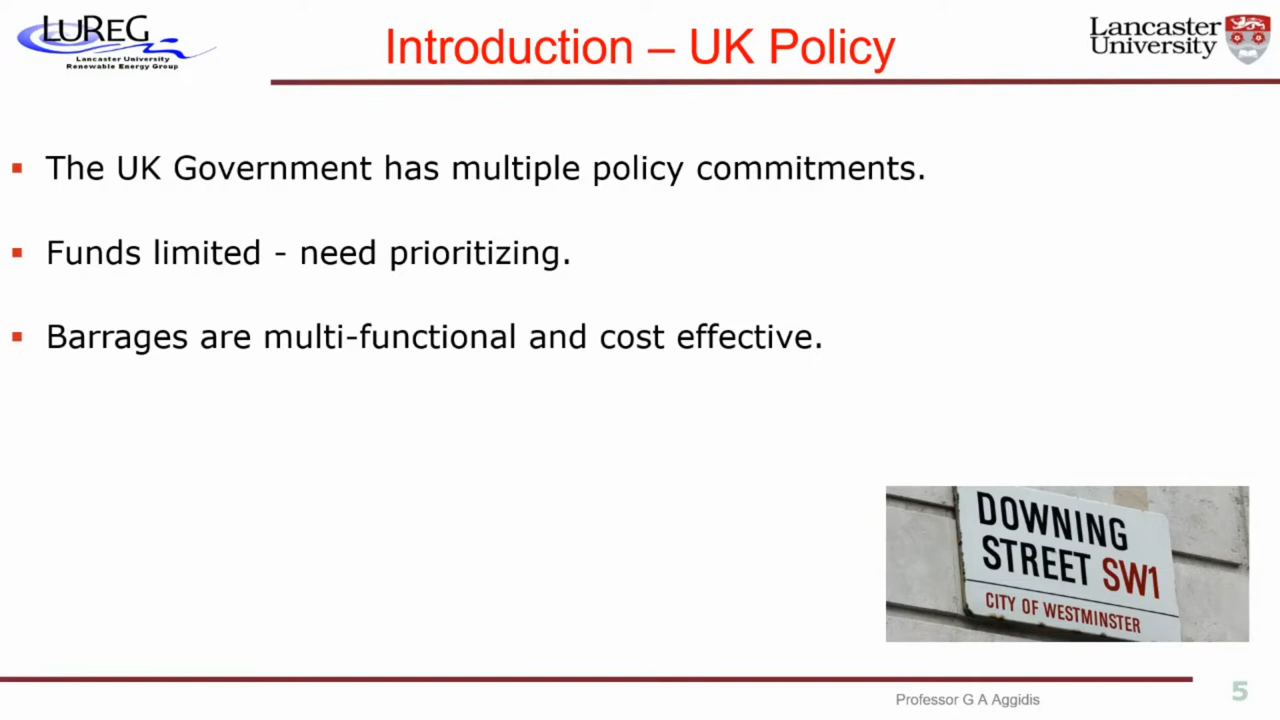 LUREG
Lancaster University
Renewable Energy Group
Introduction – UK Policy
Lancaster
University
▪ The UK Government has multiple policy commitments.
▪ Funds limited - need prioritizing.
▪ Barrages are multi-functional and cost effective.
DOWNING
STREET SW1
CITY OF WESTMINSTER
Professor G A Aggidis
5